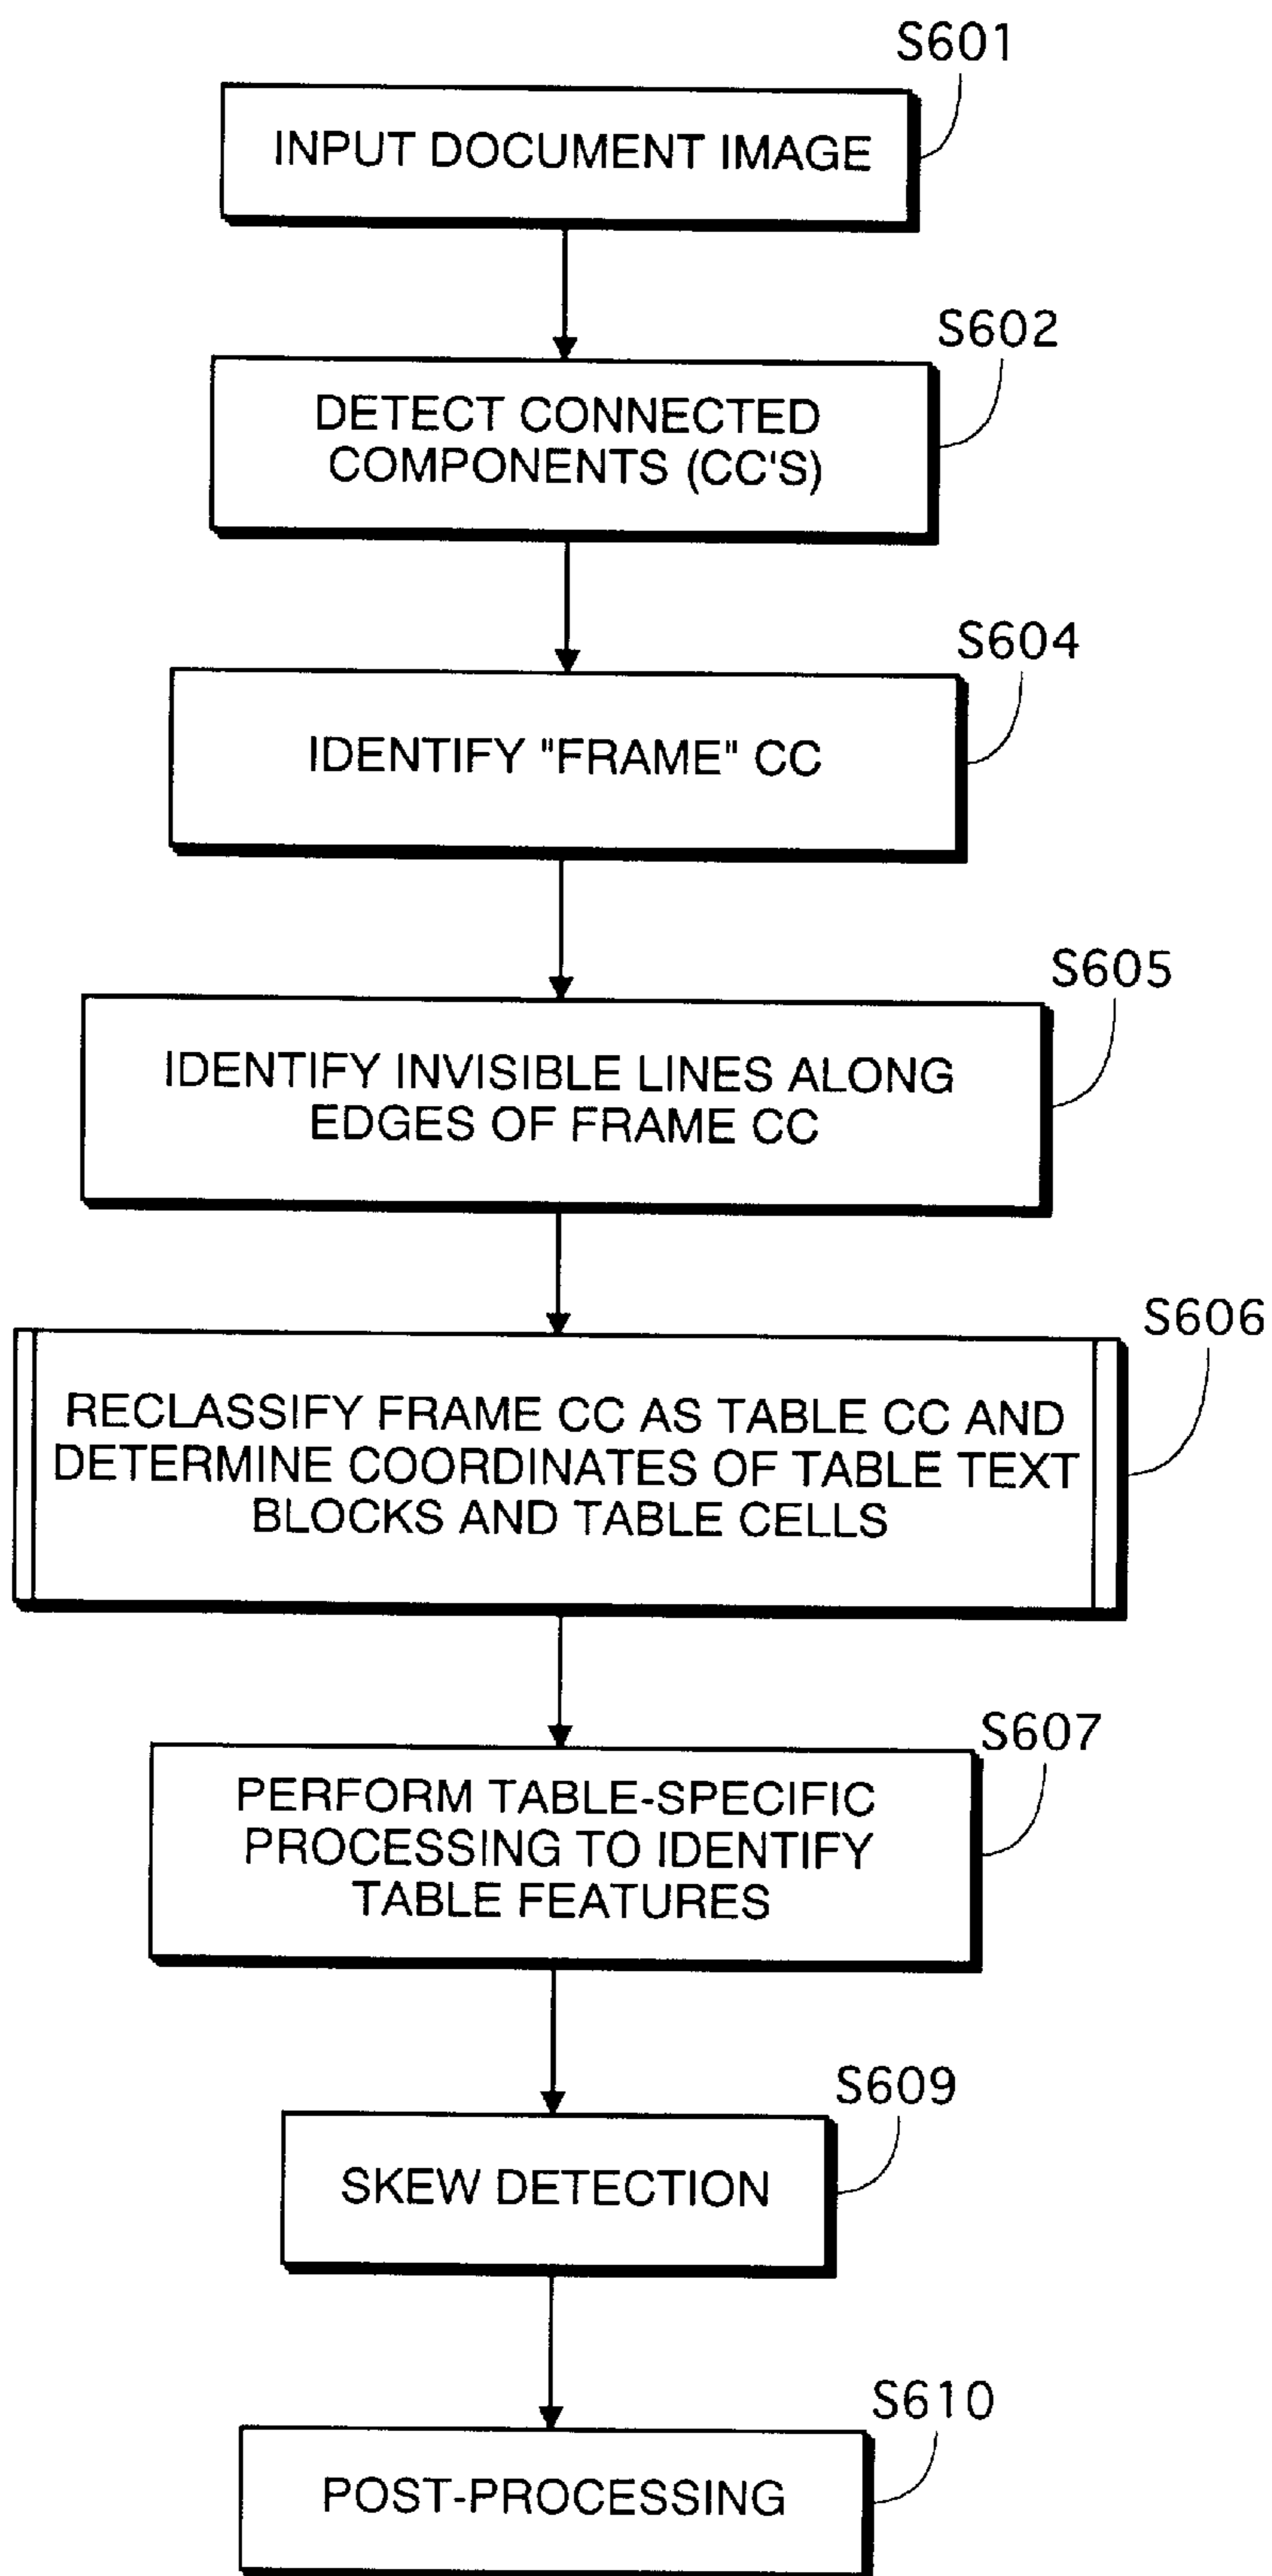 S601
INPUT DOCUMENT IMAGE
S602
DETECT CONNECTED
COMPONENTS (CC'S)
S604
IDENTIFY "FRAME" CC
S605
IDENTIFY INVISIBLE LINES ALONG
EDGES OF FRAME CC
S606
RECLASSIFY FRAME CC AS TABLE CC AND
DETERMINE COORDINATES OF TABLE TEXT
BLOCKS AND TABLE CELLS
S607
PERFORM TABLE-SPECIFIC
PROCESSING TO IDENTIFY
TABLE FEATURES
S609
SKEW DETECTION
S610
POST-PROCESSING